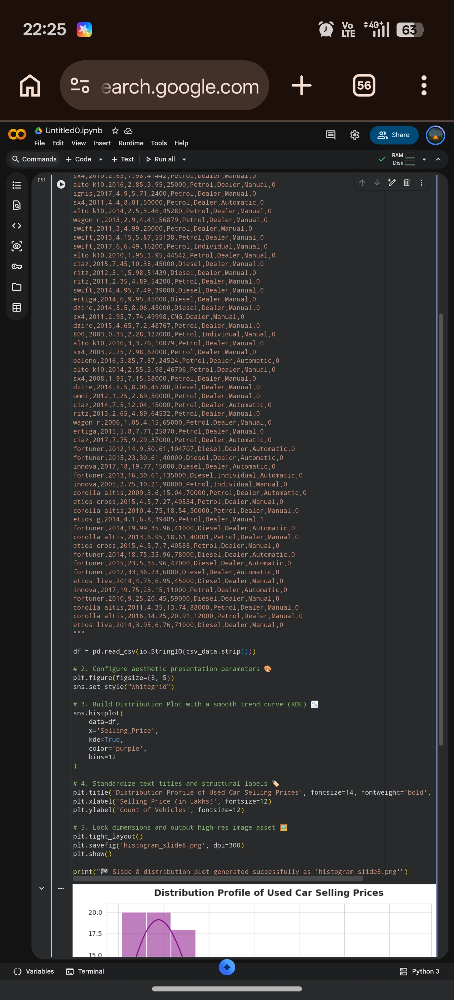 22:25
Vo
LTE
4G+
63
earch.google.com
56
Untitled0.ipynb
File Edit View Insert Runtime Tools Help
Share
Commands + Code + Text Run all
RAM
Disk
[5]
sx4,2010,2.65,7.98,41442,Petrol,Dealer,Manual,0
alto k10,2016,2.85,3.95,25000,Petrol,Dealer,Manual,0
ignis,2017,4.9,5.71,2400,Petrol,Dealer,Manual,0
sx4,2011,4.4,8.01,50000,Petrol,Dealer,Automatic,0
alto k10,2014,2.5,3.46,45280,Petrol,Dealer,Manual,0
wagon r,2013,2.9,4.41,56879,Petrol,Dealer,Manual,0
swift,2011,3,4.99,20000,Petrol,Dealer,Manual,0
swift,2013,4.15,5.87,55138,Petrol,Dealer,Manual,0
swift,2017,6,6.49,16200,Petrol,Individual,Manual,0
alto k10,2010,1.95,3.95,44542,Petrol,Dealer,Manual,0
ciaz,2015,7.45,10.38,45000,Diesel,Dealer,Manual,0
ritz,2012,3.1,5.98,51439,Diesel,Dealer,Manual,0
ritz,2011,2.35,4.89,54200,Petrol,Dealer,Manual,0
swift,2014,4.95,7.49,39000,Diesel,Dealer,Manual,0
ertiga,2014,6,9.95,45000,Diesel,Dealer,Manual,0
dzire,2014,5.5,8.06,45000,Diesel,Dealer,Manual,0
sx4,2011,2.95,7.74,49998,CNG,Dealer,Manual,0
dzire,2015,4.65,7.2,48767,Petrol,Dealer,Manual,0
800,2003,0.35,2.28,127000,Petrol,Individual,Manual,0
alto k10,2016,3,3.76,10079,Petrol,Dealer,Manual,0
sx4,2003,2.25,7.98,62000,Petrol,Dealer,Manual,0
baleno,2016,5.85,7.87,24524,Petrol,Dealer,Automatic,0
alto k10,2014,2.55,3.98,46706,Petrol,Dealer,Manual,0
sx4,2008,1.95,7.15,58000,Petrol,Dealer,Manual,0
dzire,2014,5.5,8.06,45780,Diesel,Dealer,Manual,0
omni,2012,1.25,2.69,50000,Petrol,Dealer,Manual,0
ciaz,2014,7.5,12.04,15000,Petrol,Dealer,Automatic,0
ritz,2013,2.65,4.89,64532,Petrol,Dealer,Manual,0
wagon r,2006,1.05,4.15,65000,Petrol,Dealer,Manual,0
ertiga,2015,5.8,7.71,25870,Petrol,Dealer,Manual,0
ciaz,2017,7.75,9.29,37000,Petrol,Dealer,Automatic,0
fortuner,2012,14.9,30.61,104707,Diesel,Dealer,Automatic,0
fortuner,2015,23,30.61,40000,Diesel,Dealer,Automatic,0
innova,2017,18,19.77,15000,Diesel,Dealer,Automatic,0
fortuner,2013,16,30.61,135000,Diesel,Individual,Automatic,0
innova,2005,2.75,10.21,90000,Petrol,Individual,Manual,0
corolla altis,2009,3.6,15.04,70000,Petrol,Dealer,Automatic,0
etios cross,2015,4.5,7.27,40534,Petrol,Dealer,Manual,0
corolla altis,2010,4.75,18.54,50000,Petrol,Dealer,Manual,0
etios g,2014,4.1,6.8,39485,Petrol,Dealer,Manual,1
fortuner,2014,19.99,35.96,41000,Diesel,Dealer,Automatic,0
corolla altis,2013,6.95,18.61,40001,Petrol,Dealer,Manual,0
etios cross,2015,4.5,7.7,40588,Petrol,Dealer,Manual,0
fortuner,2014,18.75,35.96,78000,Diesel,Dealer,Automatic,0
fortuner,2015,23.5,35.96,47000,Diesel,Dealer,Automatic,0
fortuner,2017,33,36.23,6000,Diesel,Dealer,Automatic,0
etios liva,2014,4.75,6.95,45000,Diesel,Dealer,Manual,0
innova,2017,19.75,23.15,11000,Petrol,Dealer,Automatic,0
fortuner,2010,9.25,20.45,59000,Diesel,Dealer,Manual,0
corolla altis,2011,4.35,13.74,88000,Petrol,Dealer,Manual,0
corolla altis,2016,14.25,20.91,12000,Petrol,Dealer,Manual,0
etios liva,2014,3.95,6.76,71000,Diesel,Dealer,Manual,0
"""
df = pd.read_csv(io.StringIO(csv_data.strip()))
# 2. Configure aesthetic presentation parameters 🎨
plt.figure(figsize=(8, 5))
sns.set_style("whitegrid")
# 3. Build Distribution Plot with a smooth trend curve (KDE) 📉
sns.histplot(
    data=df,
    x='Selling_Price',
    kde=True,
    color='purple',
    bins=12
)
# 4. Standardize text titles and structural labels 🏷️
plt.title('Distribution Profile of Used Car Selling Prices', fontsize=14, fontweight='bold',
plt.xlabel('Selling Price (in Lakhs)', fontsize=12)
plt.ylabel('Count of Vehicles', fontsize=12)
# 5. Lock dimensions and output high-res image asset 🖼️
plt.tight_layout()
plt.savefig('histogram_slide8.png', dpi=300)
plt.show()
print("🏁 Slide 8 distribution plot generated successfully as 'histogram_slide8.png'")
Distribution Profile of Used Car Selling Prices
20.0
17.5
15.0
Variables Terminal
Python 3